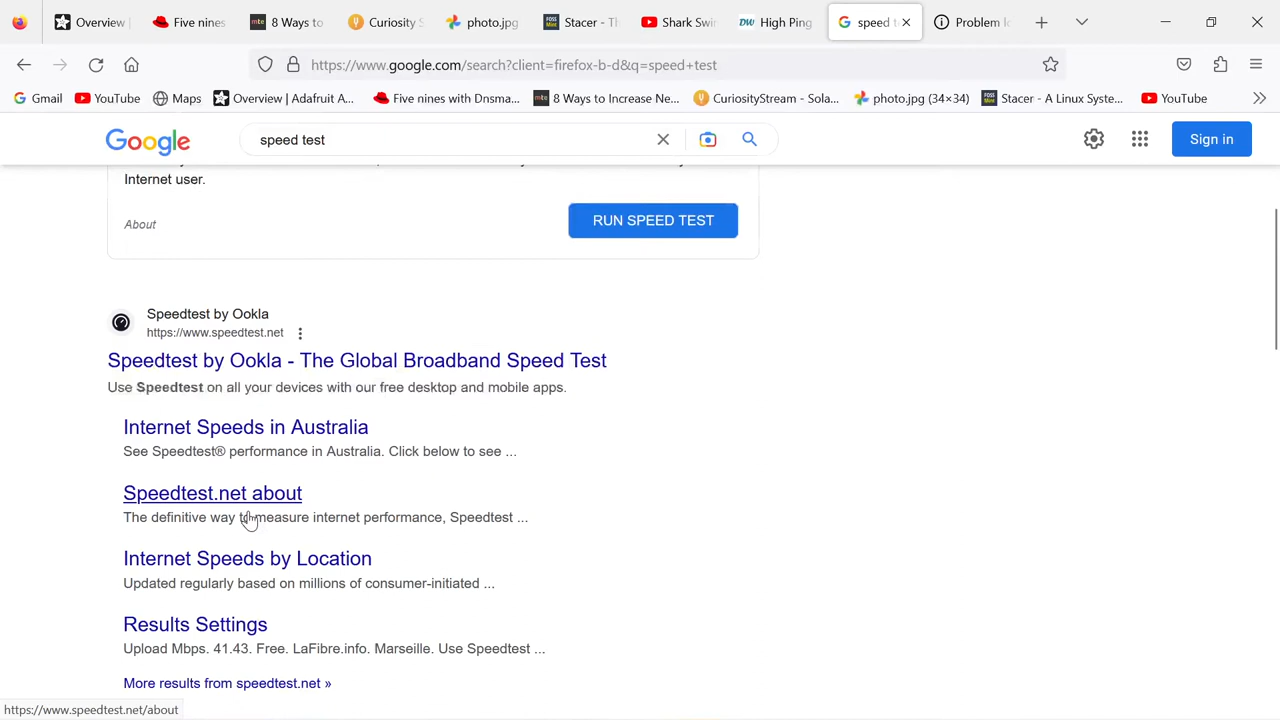 Overview
Five nines
8 Ways to
Curiosity S
photo.jpg
Stacer - Th
Shark Swi
High Ping
speed t
Problem lo
https://www.google.com/search?client=firefox-b-d&q=speed+test
Gmail
YouTube
Maps
Overview | Adafruit A...
Five nines with Dnsma...
8 Ways to Increase Ne...
CuriosityStream - Sola...
photo.jpg (34×34)
Stacer - A Linux Syste...
YouTube
Google
speed test
Sign in
Internet user.
About
RUN SPEED TEST
Speedtest by Ookla
https://www.speedtest.net
Speedtest by Ookla - The Global Broadband Speed Test
Use Speedtest on all your devices with our free desktop and mobile apps.
Internet Speeds in Australia
See Speedtest® performance in Australia. Click below to see ...
Speedtest.net about
The definitive way to measure internet performance, Speedtest ...
Internet Speeds by Location
Updated regularly based on millions of consumer-initiated ...
Results Settings
Upload Mbps. 41.43. Free. LaFibre.info. Marseille. Use Speedtest ...
More results from speedtest.net »
https://www.speedtest.net/about